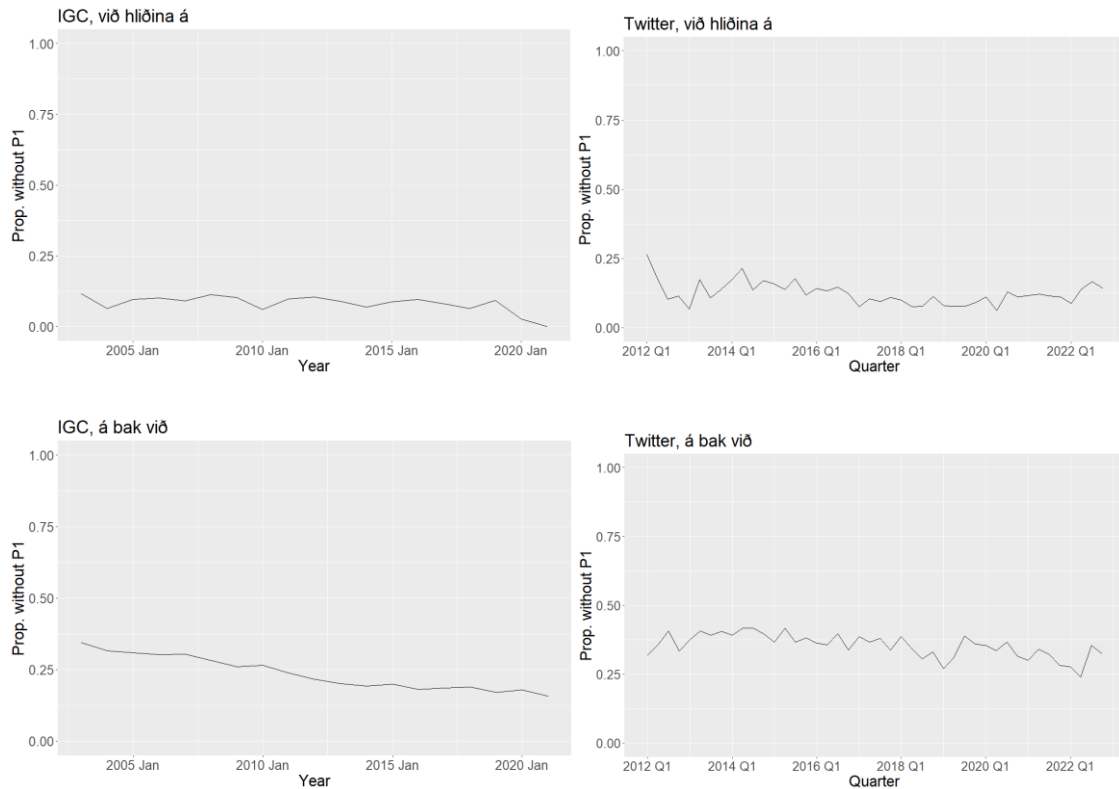 IGC, við hliðina á
1.00
0.75
0.50
0.25
0.00
Prop. without P1
2005 Jan 2010 Jan 2015 Jan 2020 Jan
Year
Twitter, við hliðina á
1.00
0.75
0.50
0.25
0.00
Prop. without P1
2012 Q1 2014 Q1 2016 Q1 2018 Q1 2020 Q1 2022 Q1
Quarter
IGC, á bak við
1.00
0.75
0.50
0.25
0.00
Prop. without P1
2005 Jan 2010 Jan 2015 Jan 2020 Jan
Year
Twitter, á bak við
1.00
0.75
0.50
0.25
0.00
Prop. without P1
2012 Q1 2014 Q1 2016 Q1 2018 Q1 2020 Q1 2022 Q1
Quarter